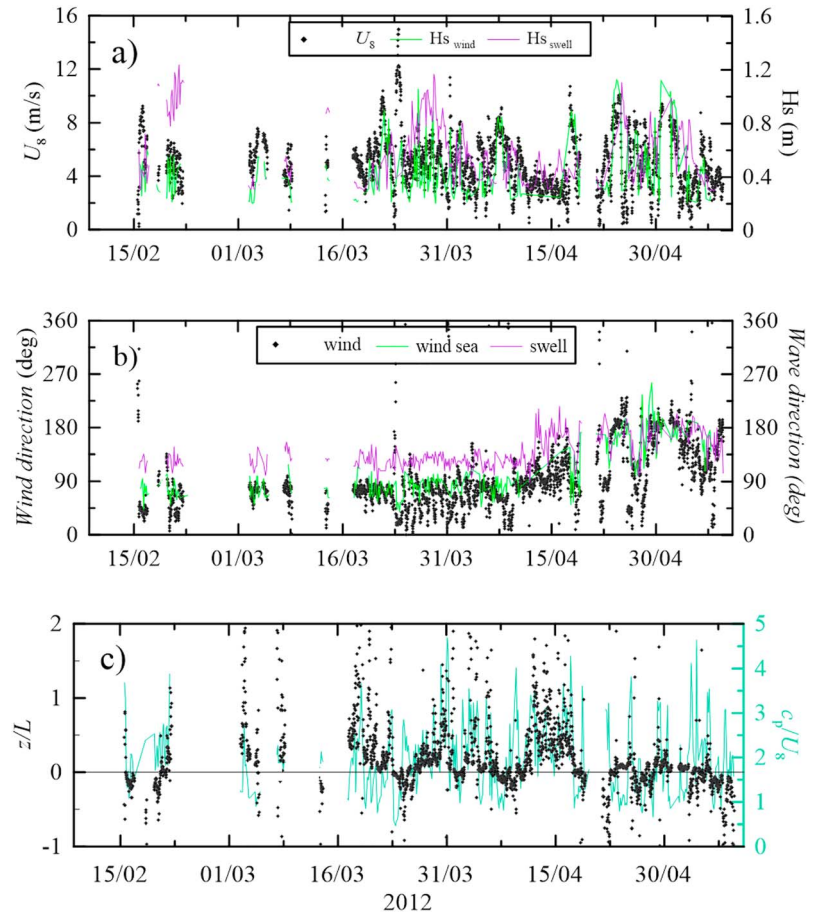 a)
U₈ Hs wind Hs swell
U₈ (m/s)
16
12
8
4
0
Hs (m)
1.6
1.2
0.8
0.4
0
15/02 01/03 16/03 31/03 15/04 30/04
b)
wind wind sea swell
Wind direction (deg)
360
270
180
90
0
Wave direction (deg)
360
270
180
90
0
15/02 01/03 16/03 31/03 15/04 30/04
c)
z/L
2
1
0
-1
cₚ/U₈
5
4
3
2
1
0
15/02 01/03 16/03 31/03 15/04 30/04
2012